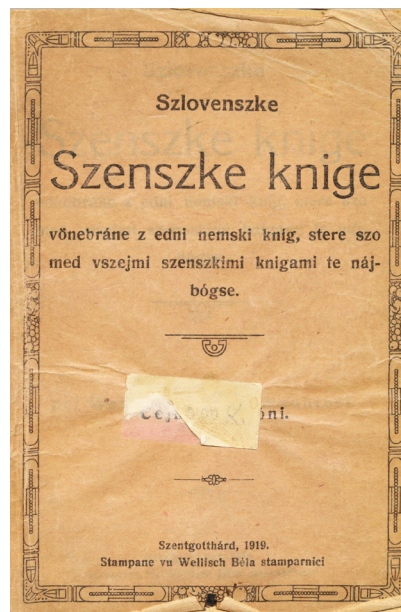 Szlovenszke
Szenszke knige
vönebráne z edni nemski knig, stere szo
med vszejmi szenszkimi knigami te náj-
bógse.
Szentgotthárd, 1919.
Stampane vu Wellisch Béla stamparnici